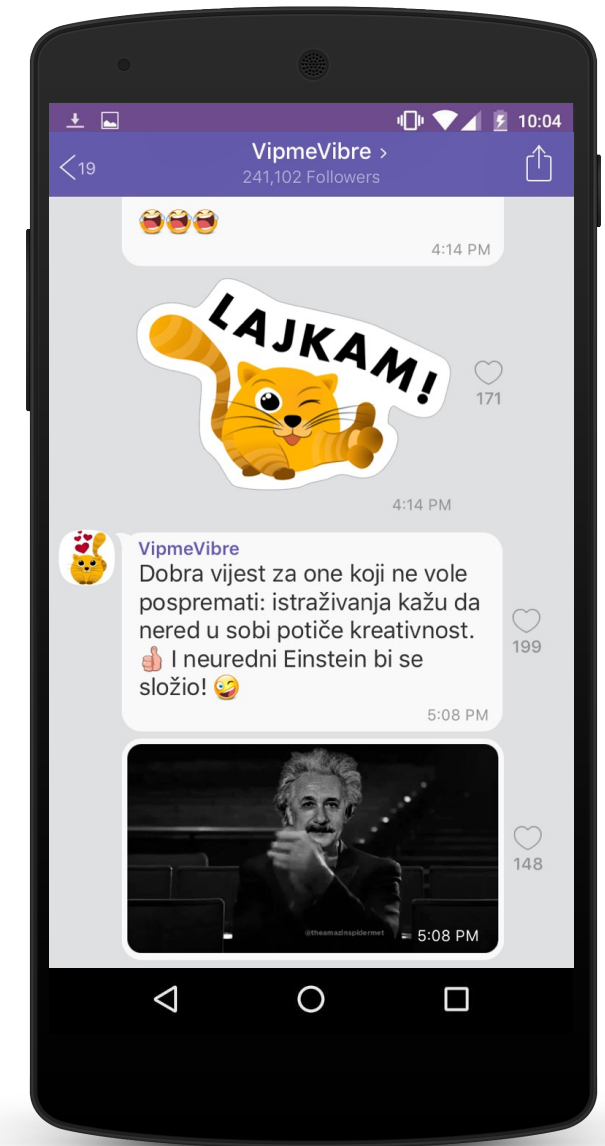 10:04
19
VipmeVibre >
241,102 Followers
4:14 PM
LAJKAM!
171
4:14 PM
VipmeVibre
Dobra vijest za one koji ne vole
pospremati: istraživanja kažu da
nered u sobi potiče kreativnost.
👍 I neuredni Einstein bi se
složio! 😜
199
5:08 PM
148
@theamazinspidermet
5:08 PM